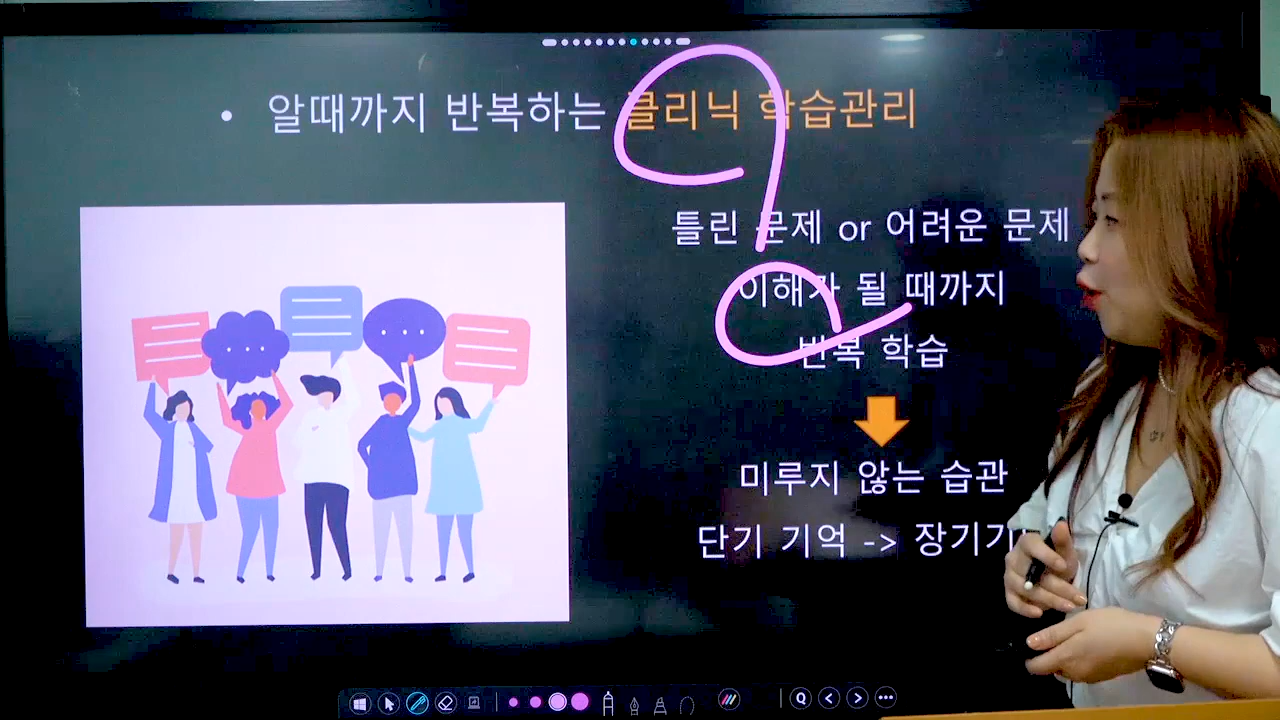 • 알때까지 반복하는 클리닉 학습관리
틀린 문제 or 어려운 문제
이해가 될 때까지
반복 학습
미루지 않는 습관
단기 기억 -> 장기기